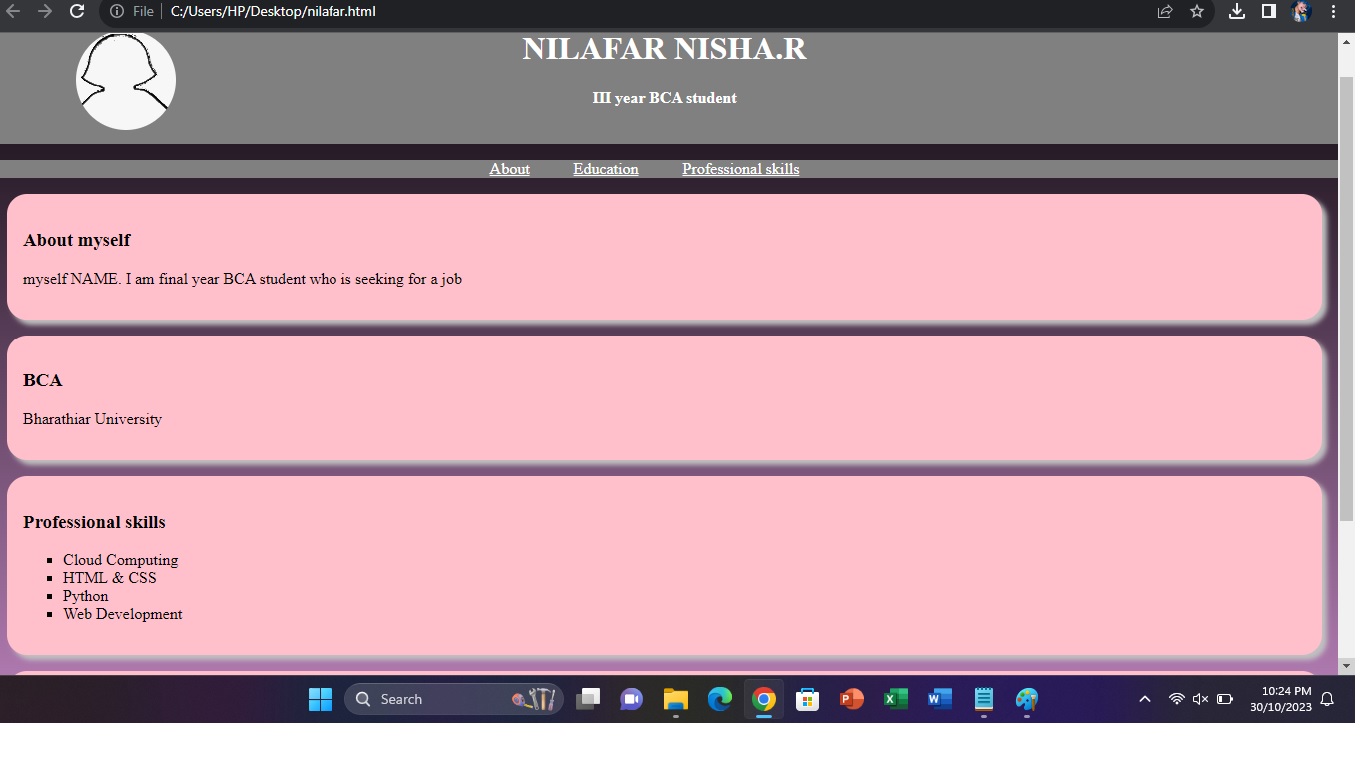 File C:/Users/HP/Desktop/nilafar.html
NILAFAR NISHA.R
III year BCA student
About Education Professional skills
About myself
myself NAME. I am final year BCA student who is seeking for a job
BCA
Bharathiar University
Professional skills
Cloud Computing
HTML & CSS
Python
Web Development
Search
10:24 PM
30/10/2023